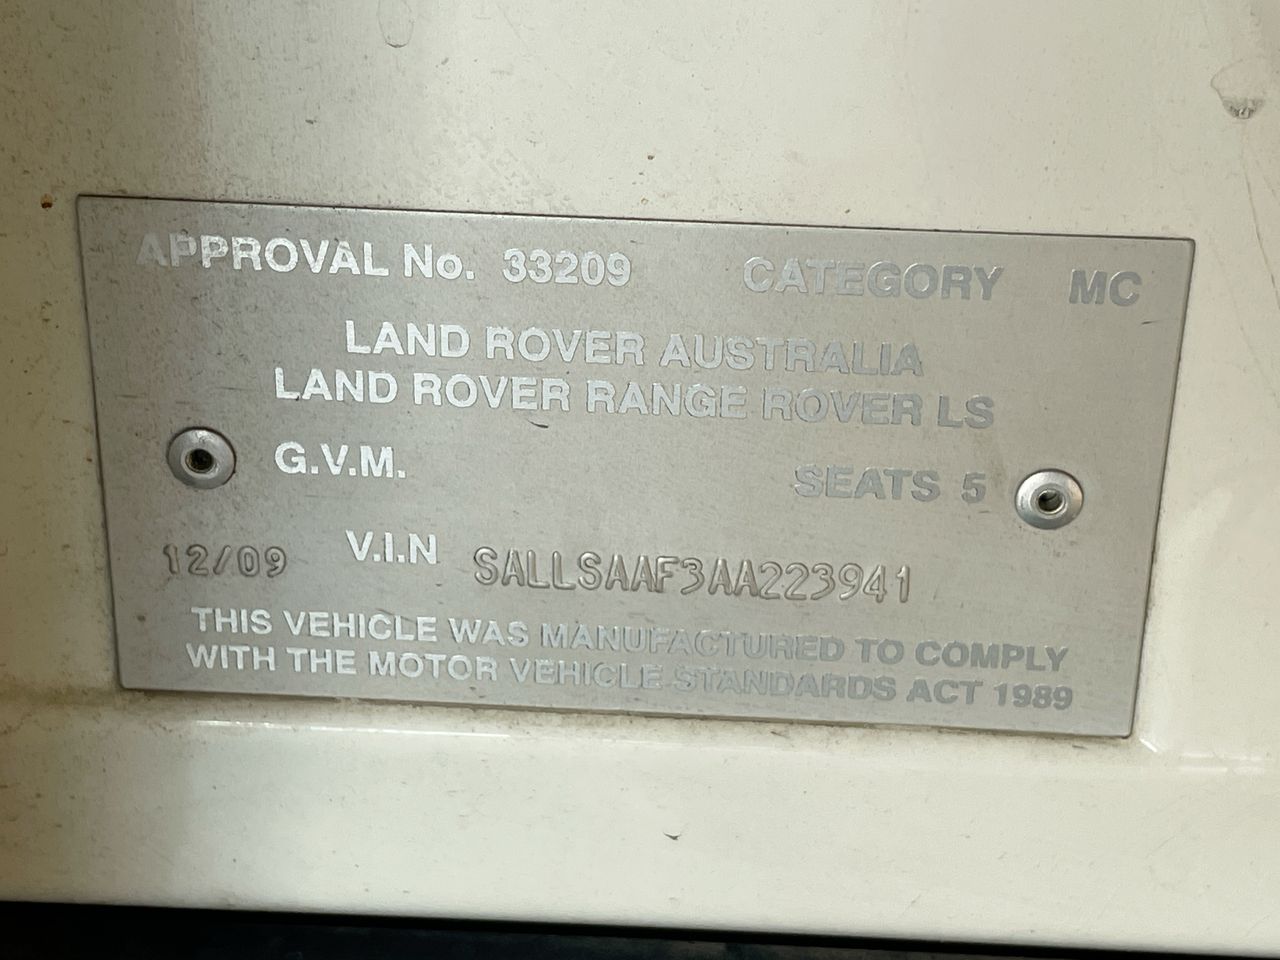 APPROVAL No. 33209 CATEGORY MC
LAND ROVER AUSTRALIA
LAND ROVER RANGE ROVER LS
G.V.M. SEATS 5
12/09 V.I.N SALLSAAF3AA223941
THIS VEHICLE WAS MANUFACTURED TO COMPLY
WITH THE MOTOR VEHICLE STANDARDS ACT 1989